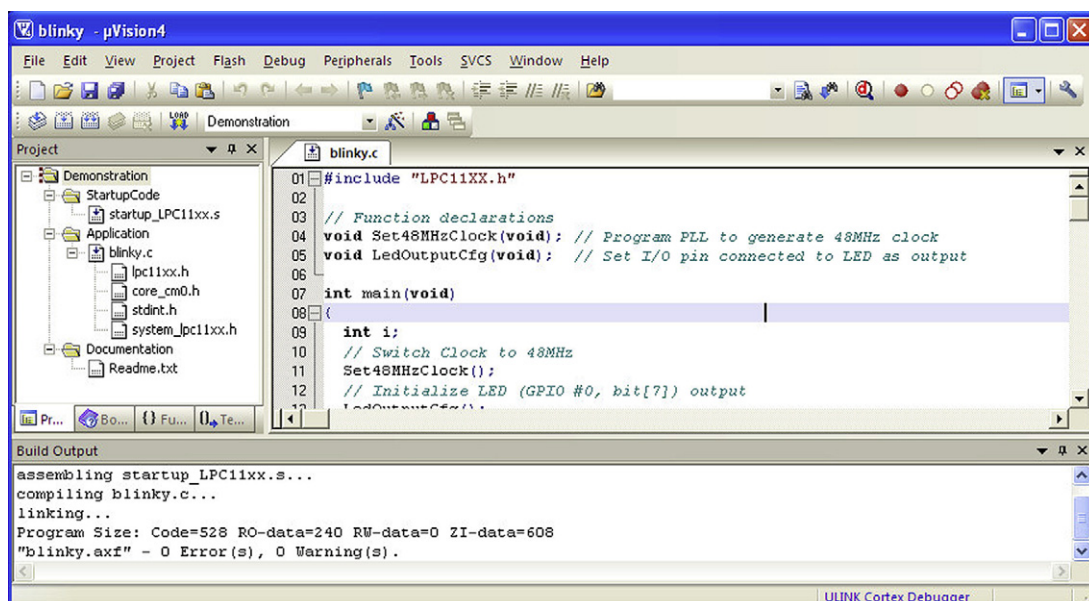 blinky - µVision4
File Edit View Project Flash Debug Peripherals Tools SVCS Window Help
LOAD Demonstration
Project
Demonstration
StartupCode
startup_LPC11xx.s
Application
blinky.c
lpc11xx.h
core_cm0.h
stdint.h
system_lpc11xx.h
Documentation
Readme.txt
Pr... Bo... {} Fu... Te...
blinky.c
01 #include "LPC11XX.h"
02
03 // Function declarations
04 void Set48MHzClock(void); // Program PLL to generate 48MHz clock
05 void LedOutputCfg(void); // Set I/O pin connected to LED as output
06
07 int main(void)
08 {
09 int i;
10 // Switch Clock to 48MHz
11 Set48MHzClock();
12 // Initialize LED (GPIO #0, bit[7]) output
13 LedOutputCfg();
Build Output
assembling startup_LPC11xx.s...
compiling blinky.c...
linking...
Program Size: Code=528 RO-data=240 RW-data=0 ZI-data=608
"blinky.axf" - 0 Error(s), 0 Warning(s).
ULINK Cortex Debugger